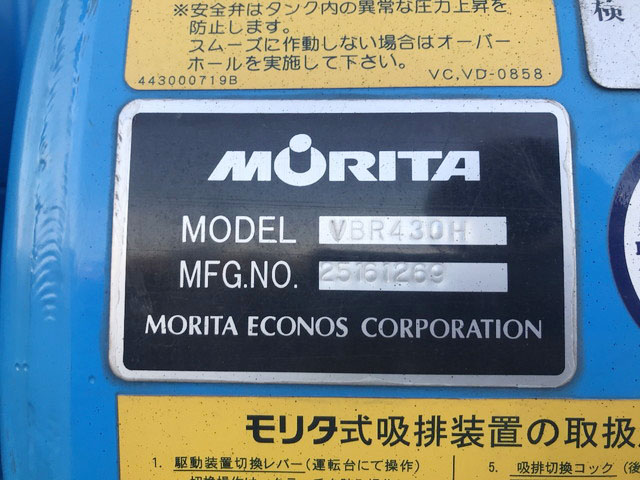 ※安全弁はタンク内の異常な圧力上昇を
防止します。
スムーズに作動しない場合はオーバー
ホールを実施して下さい。
443000719B VC,VD-0858
検
MORITA
MODEL VBR430H
MFG.NO. 25161269
MORITA ECONOS CORPORATION
モリタ式吸排装置の取扱
1. 駆動装置切換レバー(運転台にて操作) 5. 吸排切換コック(後